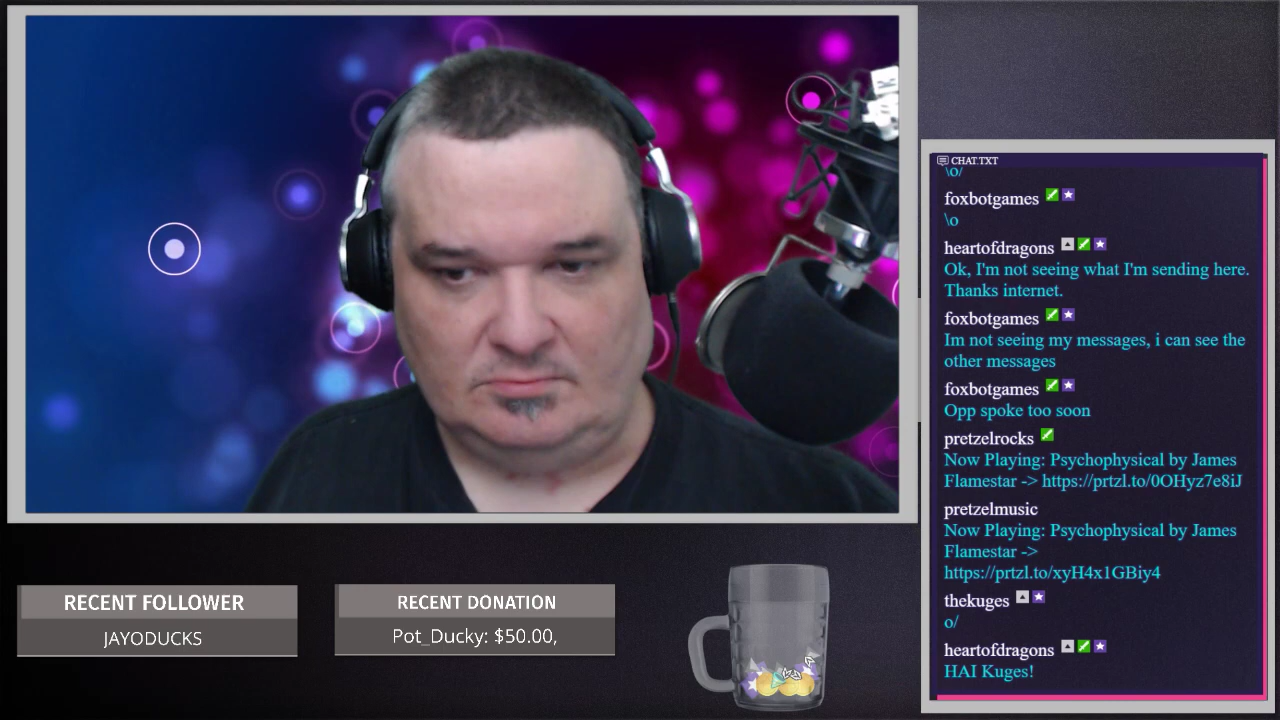 CHAT.TXT
\o/
foxbotgames
\o
heartofdragons
Ok, I'm not seeing what I'm sending here.
Thanks internet.
foxbotgames
Im not seeing my messages, i can see the
other messages
foxbotgames
Opp spoke too soon
pretzelrocks
Now Playing: Psychophysical by James
Flamestar -> https://prtzl.to/0OHyz7e8iJ
pretzelmusic
Now Playing: Psychophysical by James
Flamestar ->
https://prtzl.to/xyH4x1GBiy4
thekuges
o/
heartofdragons
HAI Kuges!
RECENT FOLLOWER
JAYODUCKS
RECENT DONATION
Pot_Ducky: $50.00,